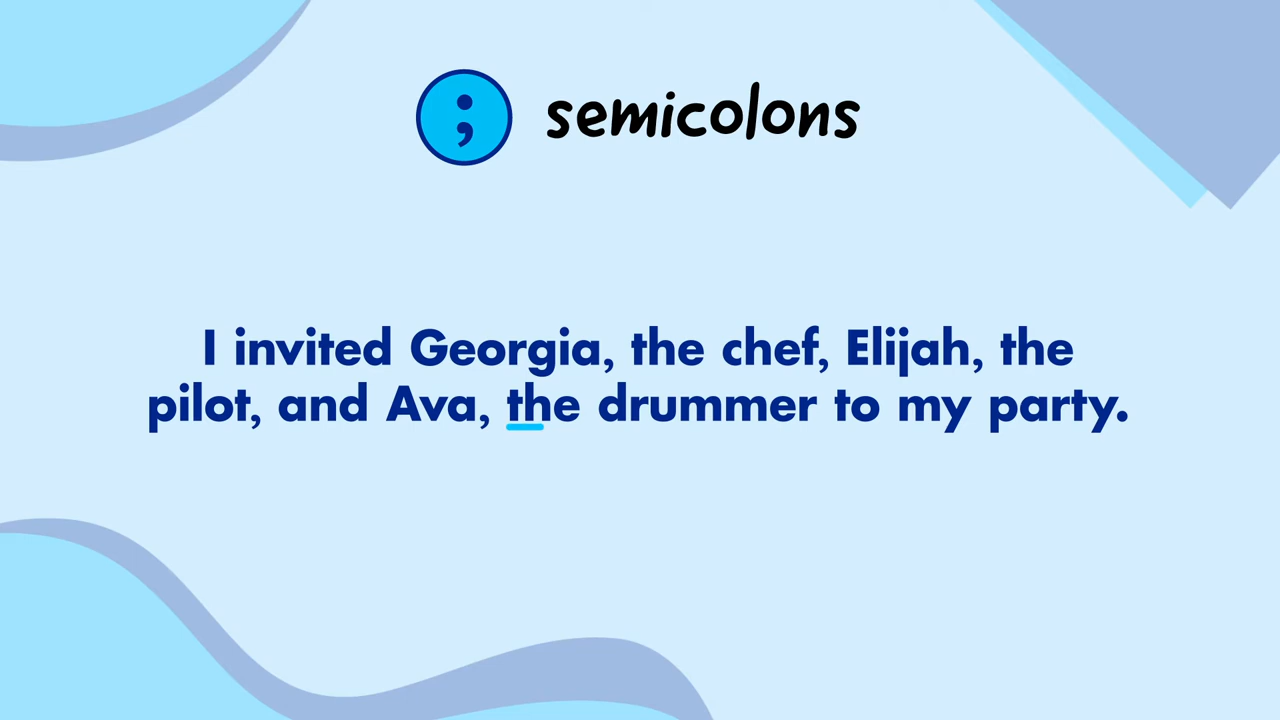 ; semicolons
I invited Georgia, the chef, Elijah, the
pilot, and Ava, the drummer to my party.